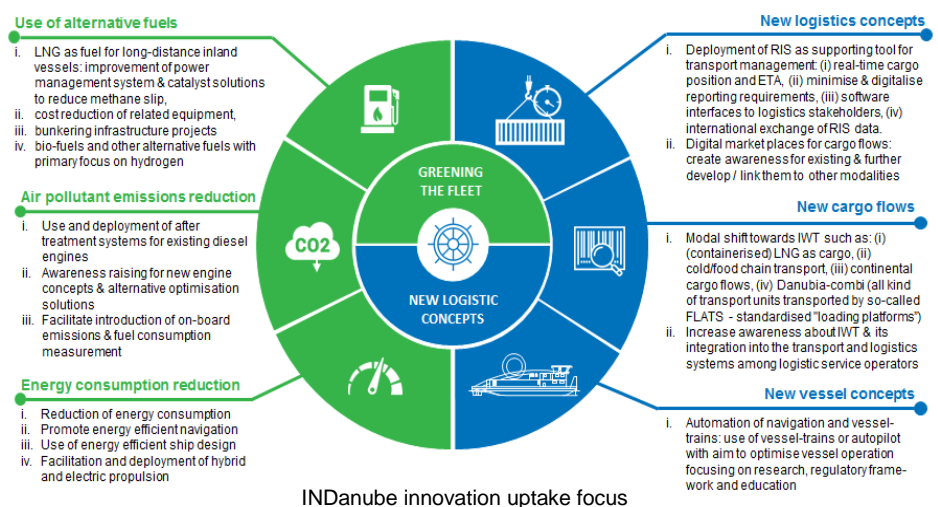 Use of alternative fuels
i. LNG as fuel for long-distance inland
vessels: improvement of power
management system & catalyst solutions
to reduce methane slip,
ii. cost reduction of related equipment,
iii. bunkering infrastructure projects
iv. bio-fuels and other alternative fuels with
primary focus on hydrogen
Air pollutant emissions reduction
i. Use and deployment of after
treatment systems for existing diesel
engines
ii. Awareness raising for new engine
concepts & alternative optimisation
solutions
iii. Facilitate introduction of on-board
emissions & fuel consumption
measurement
Energy consumption reduction
i. Reduction of energy consumption
ii. Promote energy efficient navigation
iii. Use of energy efficient ship design
iv. Facilitation and deployment of hybrid
and electric propulsion
CO2
GREENING
THE FLEET
NEW LOGISTIC
CONCEPTS
New logistics concepts
i. Deployment of RIS as supporting tool for
transport management: (i) real-time cargo
position and ETA, (ii) minimise & digitalise
reporting requirements, (iii) software
interfaces to logistics stakeholders, (iv)
international exchange of RIS data.
ii. Digital market places for cargo flows:
create awareness for existing & further
develop / link them to other modalities
New cargo flows
i. Modal shift towards IWT such as: (i)
(containerised) LNG as cargo, (ii)
cold/food chain transport, (iii) continental
cargo flows, (iv) Danubia-combi (all kind
of transport units transported by so-called
FLATS - standardised "loading platforms")
ii. Increase awareness about IWT & its
integration into the transport and logistics
systems among logistic service operators
New vessel concepts
i. Automation of navigation and vessel-
trains: use of vessel-trains or autopilot
with aim to optimise vessel operation
focusing on research, regulatory frame-
work and education
INDanube innovation uptake focus